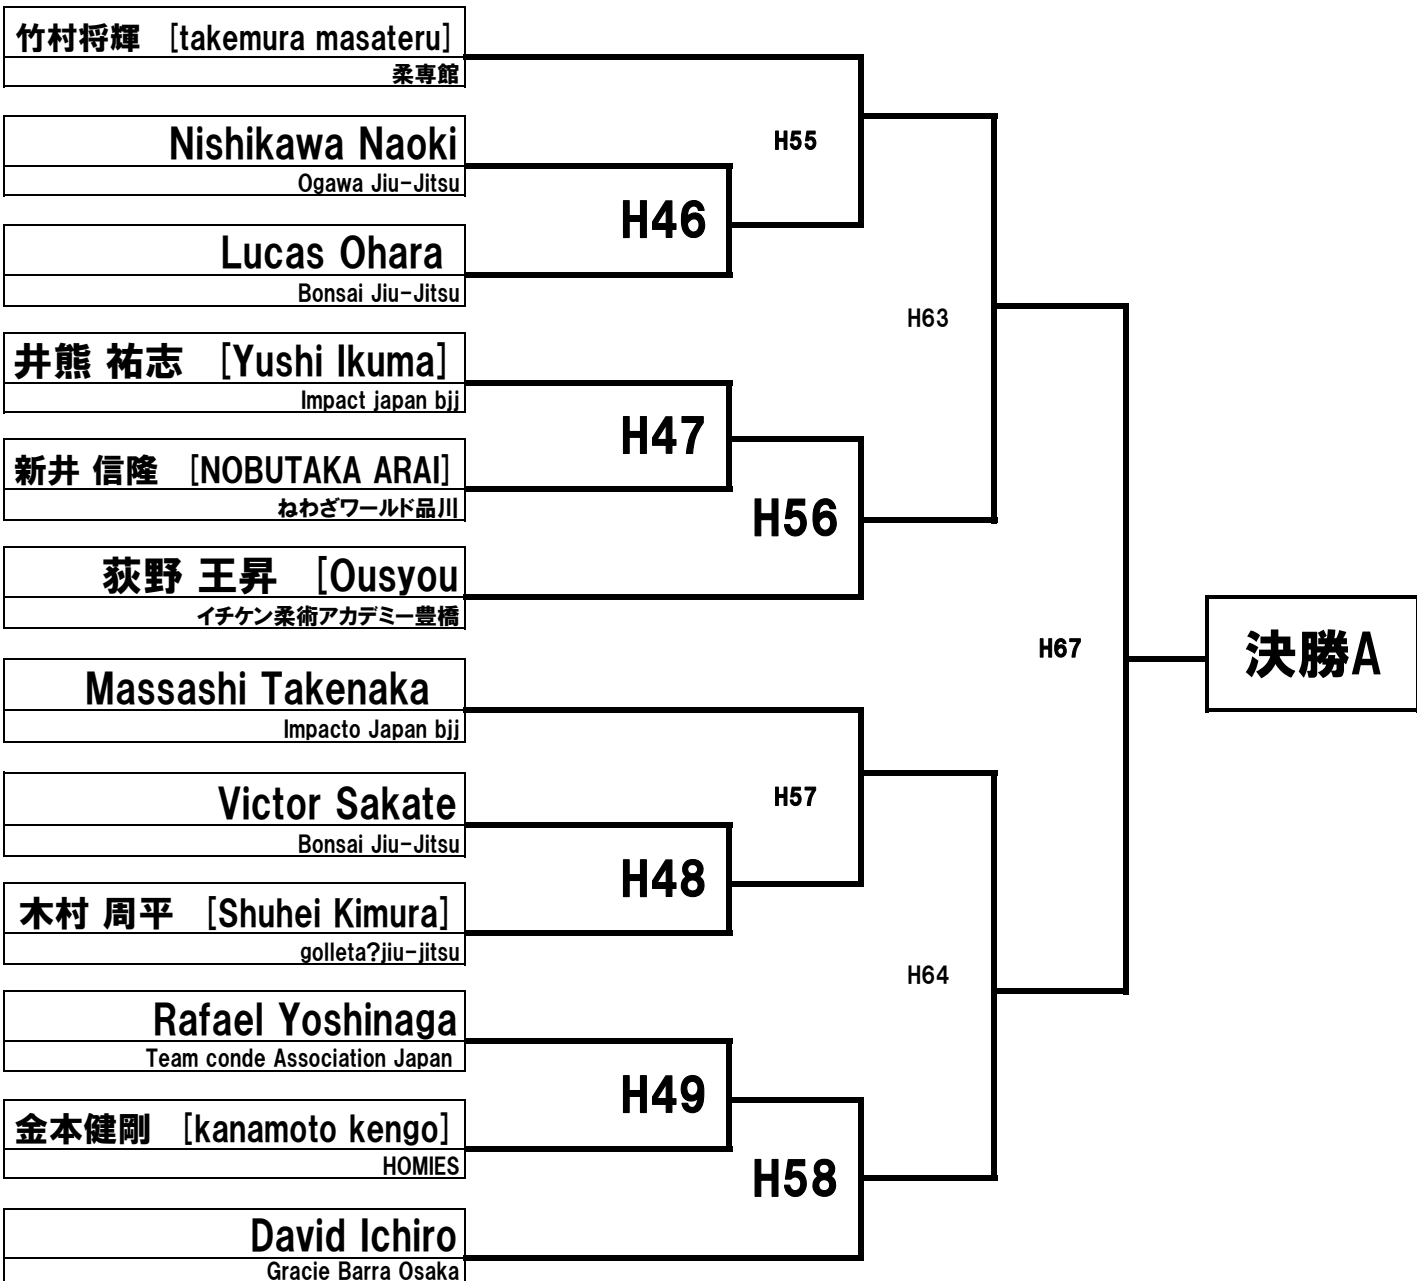 竹村将輝 [takemura masateru]
柔専館
Nishikawa Naoki
Ogawa Jiu-Jitsu
H55
H46
Lucas Ohara
Bonsai Jiu-Jitsu
H63
井熊 祐志 [Yushi Ikuma]
Impact japan bjj
H47
新井 信隆 [NOBUTAKA ARAI]
ねわざワールド品川
H56
荻野 王昇 [Ousyou
イチケン柔術アカデミー豊橋
H67
決勝A
Massashi Takenaka
Impacto Japan bjj
H57
Victor Sakate
Bonsai Jiu-Jitsu
H48
木村 周平 [Shuhei Kimura]
golleta?jiu-jitsu
H64
Rafael Yoshinaga
Team conde Association Japan
H49
金本健剛 [kanamoto kengo]
HOMIES
H58
David Ichiro
Gracie Barra Osaka